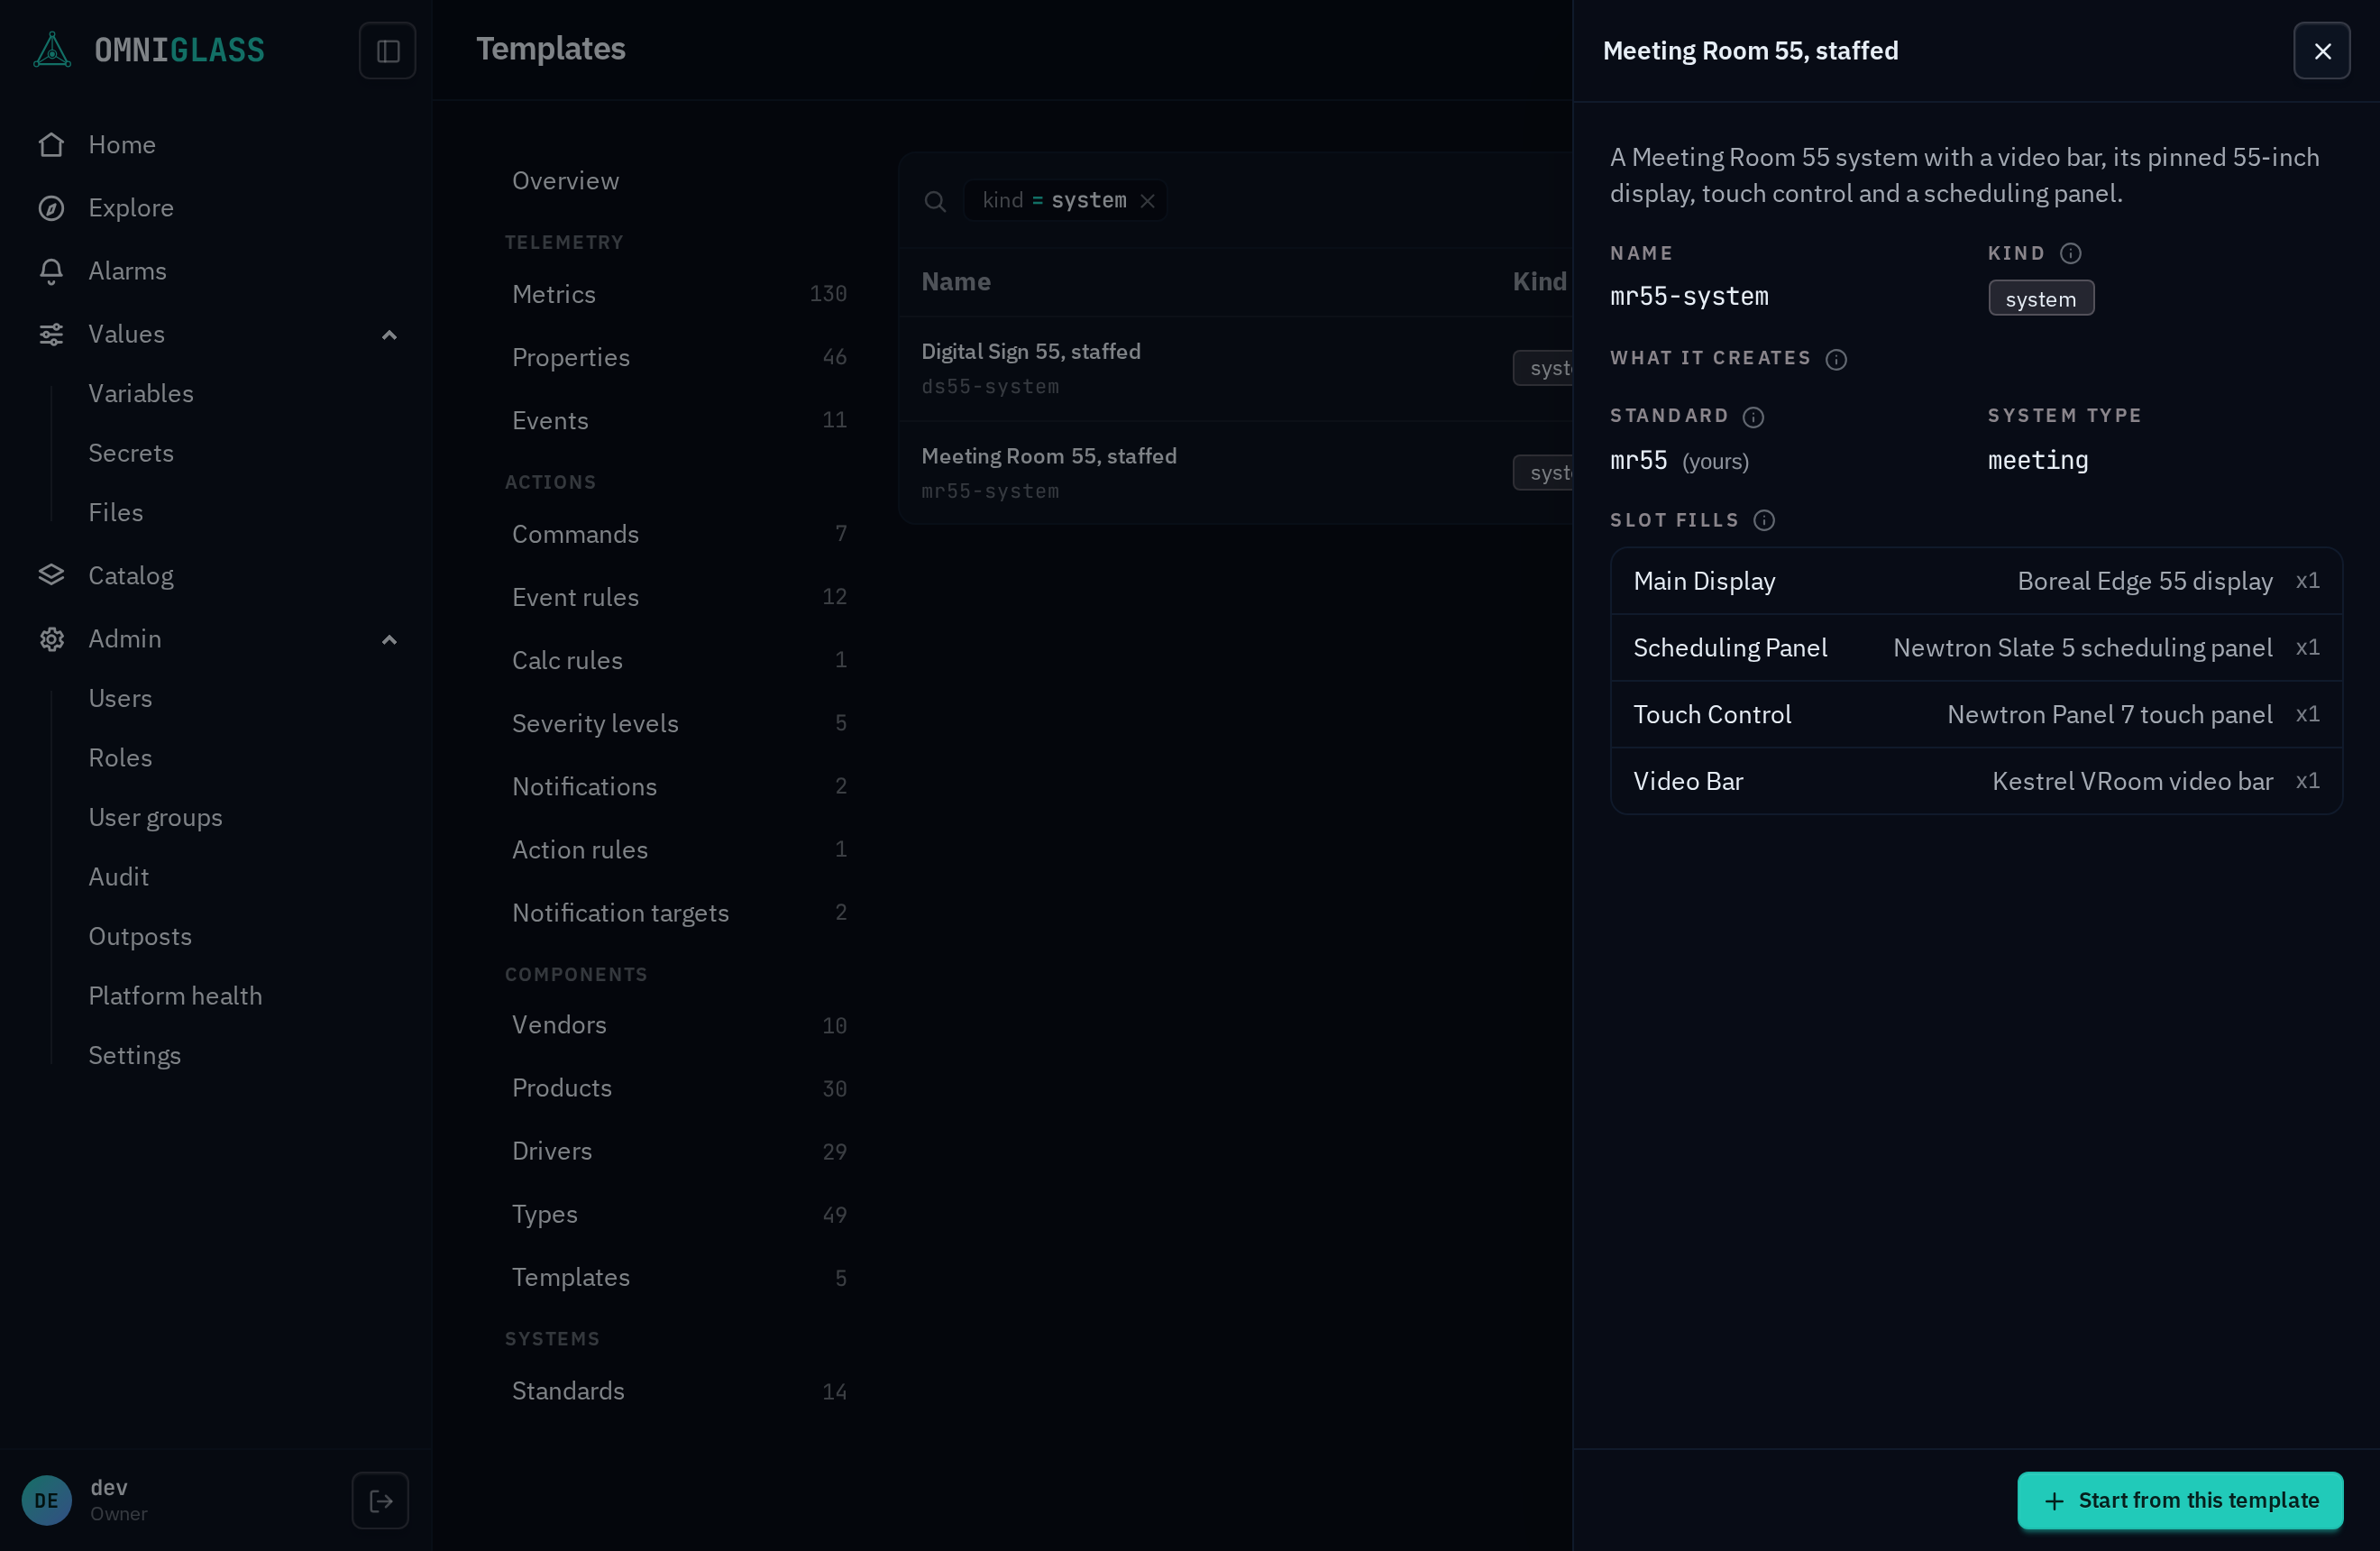 OMNIGLASS
Home
Explore
Alarms
Values
Variables
Secrets
Files
Catalog
Admin
Users
Roles
User groups
Audit
Outposts
Platform health
Settings
DE
dev
Owner
Templates
Overview
TELEMETRY
Metrics 130
Properties 46
Events 11
ACTIONS
Commands 7
Event rules 12
Calc rules 1
Severity levels 5
Notifications 2
Action rules 1
Notification targets 2
COMPONENTS
Vendors 10
Products 30
Drivers 29
Types 49
Templates 5
SYSTEMS
Standards 14
kind = system
Name Kind
Digital Sign 55, staffed
ds55-system
syst
Meeting Room 55, staffed
mr55-system
syst
Meeting Room 55, staffed
A Meeting Room 55 system with a video bar, its pinned 55-inch
display, touch control and a scheduling panel.
NAME KIND
mr55-system system
WHAT IT CREATES
STANDARD SYSTEM TYPE
mr55 (yours) meeting
SLOT FILLS
Main Display Boreal Edge 55 display x1
Scheduling Panel Newtron Slate 5 scheduling panel x1
Touch Control Newtron Panel 7 touch panel x1
Video Bar Kestrel VRoom video bar x1
Start from this template